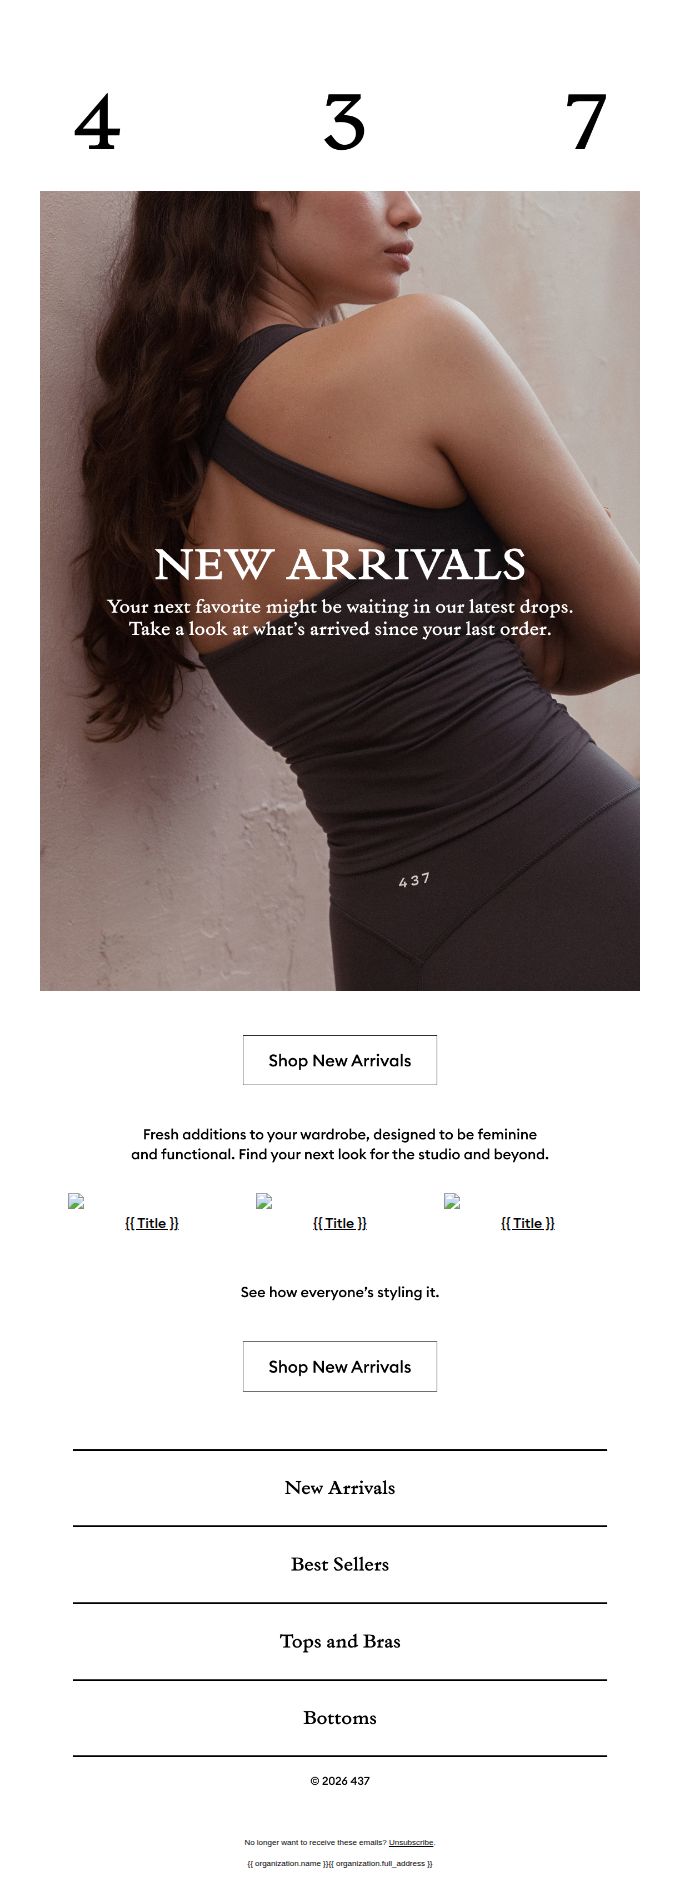 4 3 7
NEW ARRIVALS
Your next favorite might be waiting in our latest drops.
Take a look at what's arrived since your last order.
437
Shop New Arrivals
Fresh additions to your wardrobe, designed to be feminine
and functional. Find your next look for the studio and beyond.
{{ Title }} {{ Title }} {{ Title }}
See how everyone's styling it.
Shop New Arrivals
New Arrivals
Best Sellers
Tops and Bras
Bottoms
© 2026 437
No longer want to receive these emails? Unsubscribe.
{{ organization.name }}{{ organization.full_address }}